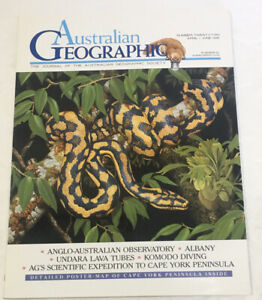 Australian
GEOGRAPHIC
THE JOURNAL OF THE AUSTRALIAN GEOGRAPHIC SOCIETY
• ANGLO-AUSTRALIAN OBSERVATORY • ALBANY
• UNDARA LAVA TUBES • KOMODO DIVING
• AG'S SCIENTIFIC EXPEDITION TO CAPE YORK PENINSULA
DETAILED POSTER-MAP OF CAPE YORK PENINSULA INSIDE